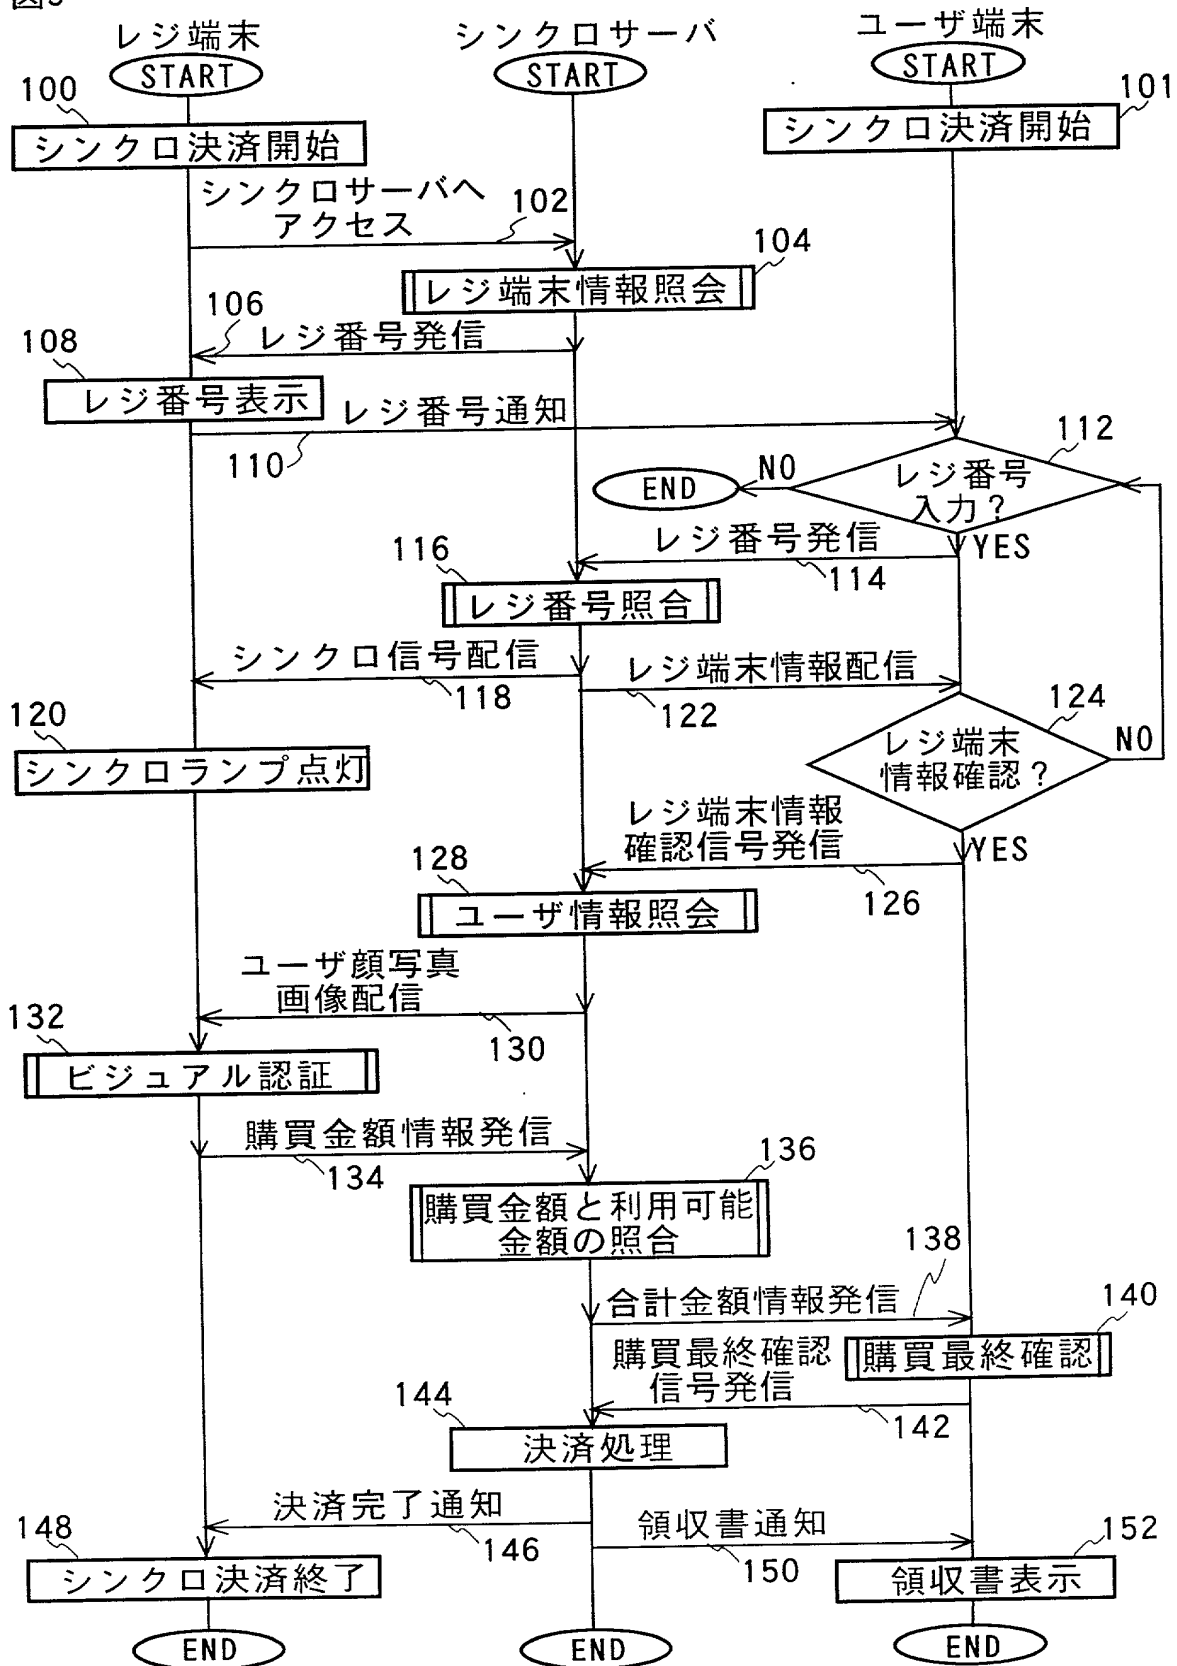 レジ端末
シンクロサーバ
ユーザ端末
START
START
START
100
101
シンクロ決済開始
シンクロ決済開始
シンクロサーバへ
アクセス
102
104
レジ端末情報照会
106
レジ番号発信
108
レジ番号表示
レジ番号通知
110
112
レジ番号
入力?
NO
END
YES
レジ番号発信
114
116
レジ番号照合
シンクロ信号配信
118
レジ端末情報配信
122
120
シンクロランプ点灯
124
レジ端末
情報確認?
NO
YES
レジ端末情報
確認信号発信
126
128
ユーザ情報照会
ユーザ顔写真
画像配信
130
132
ビジュアル認証
購買金額情報発信
134
136
購買金額と利用可能
金額の照合
138
合計金額情報発信
140
購買最終確認
購買最終確認
信号発信
142
144
決済処理
決済完了通知
146
領収書通知
150
148
シンクロ決済終了
152
領収書表示
END
END
END